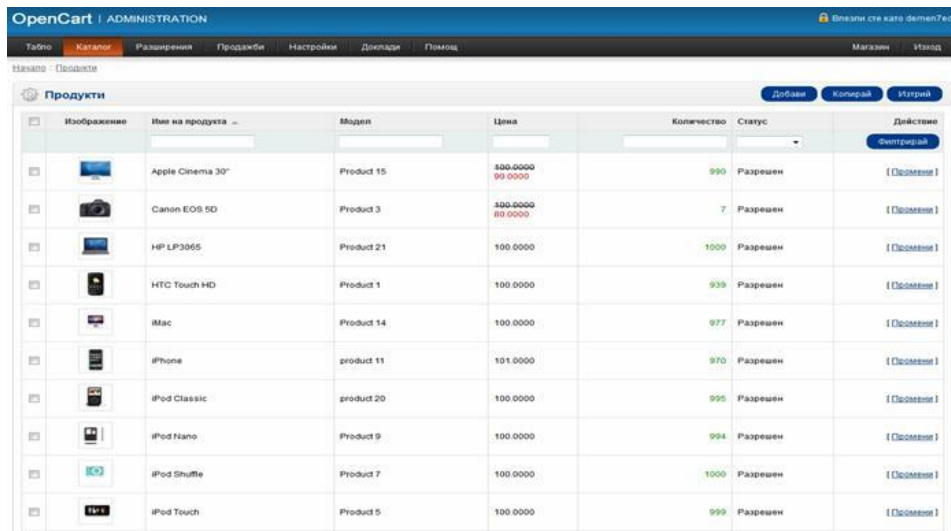 OpenCart | ADMINISTRATION Влезли сте като demen7ed
Табло Каталог Разширения Продажби Настройки Доклади Помощ Магазин Изход
Начало :: Продукти
Продукти Добави Копирай Изтрий
Изображение Име на продукта Модел Цена Количество Статус Действие
Филтрирай
Apple Cinema 30" Product 15 100.0000 990 Разрешен [ Промени ]
90.0000
Canon EOS 5D Product 3 100.0000 7 Разрешен [ Промени ]
80.0000
HP LP3065 Product 21 100.0000 1000 Разрешен [ Промени ]
HTC Touch HD Product 1 100.0000 939 Разрешен [ Промени ]
iMac Product 14 100.0000 977 Разрешен [ Промени ]
iPhone product 11 101.0000 970 Разрешен [ Промени ]
iPod Classic product 20 100.0000 995 Разрешен [ Промени ]
iPod Nano Product 9 100.0000 994 Разрешен [ Промени ]
iPod Shuffle Product 7 100.0000 1000 Разрешен [ Промени ]
iPod Touch Product 5 100.0000 999 Разрешен [ Промени ]